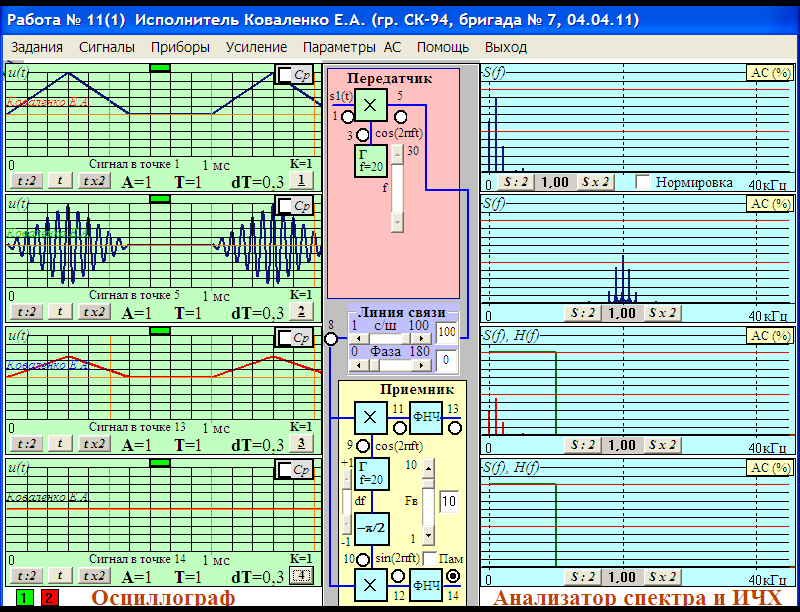 Работа № 11(1) Исполнитель Коваленко Е.А. (гр. СК-94, бригада № 7, 04.04.11)
Задания Сигналы Приборы Усиление Параметры АС Помощь Выход
u(t) Ср
Коваленко Е.А
0 Сигнал в точке 1 1 мс K=1
t:2 t tx2 A=1 T=1 dT=0,3 1
u(t) Ср
Коваленко Е.А
0 Сигнал в точке 5 1 мс K=1
t:2 t tx2 A=1 T=1 dT=0,3 2
u(t) Ср
Коваленко Е.А
0 Сигнал в точке 13 1 мс K=1
t:2 t tx2 A=1 T=1 dT=0,3 3
u(t) Ср
Коваленко Е.А
0 Сигнал в точке 14 1 мс K=1
t:2 t tx2 A=1 T=1 dT=0,3 4
1 2 Осциллограф
Передатчик
s1(t) X 5
1
3 cos(2πft)
Г
f=20 30
f
8 Линия связи
1 с/ш 100 100
0 Фаза 180 0
Приемник
X 11 ФНЧ 13
9 cos(2πft)
+1 Г
f=20 10
df Fв 10
-π/2
-1 1
10 sin(2πft) Пам
X 12 ФНЧ 14
S(f) АС (%)
0 S:2 1,00 Sx2 Нормировка 40кГц
S(f) АС (%)
0 S:2 1,00 Sx2 40кГц
S(f), H(f) АС (%)
0 S:2 1,00 Sx2 40кГц
S(f), H(f) АС (%)
0 S:2 1,00 Sx2 40кГц
Анализатор спектра и ИЧХ